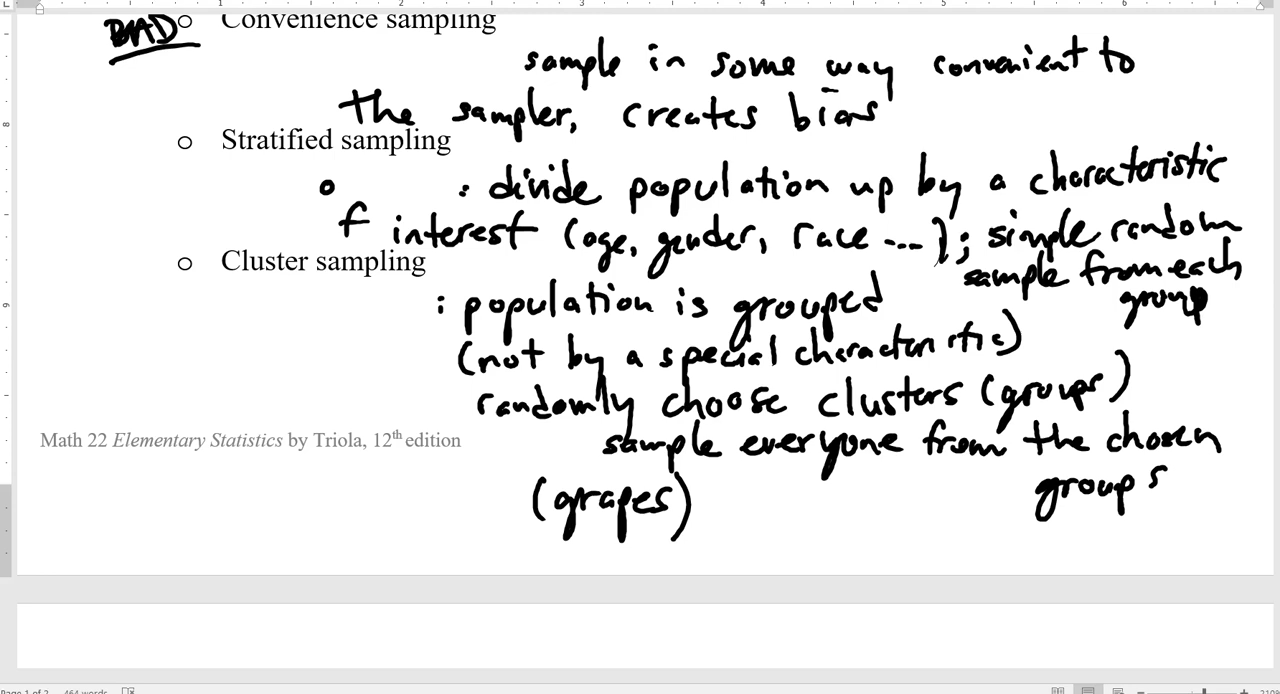 BAD
o Convenience sampling
sample in some way convenient to
the sampler, creates bias
o Stratified sampling
o : divide population up by a characteristic
f interest (age, gender, race ....); simple random
sample from each
group
o Cluster sampling
: population is grouped
(not by a special characteristic)
randomly choose clusters (groups)
sample everyone from the chosen
groups
(grapes)
Math 22 Elementary Statistics by Triola, 12th edition